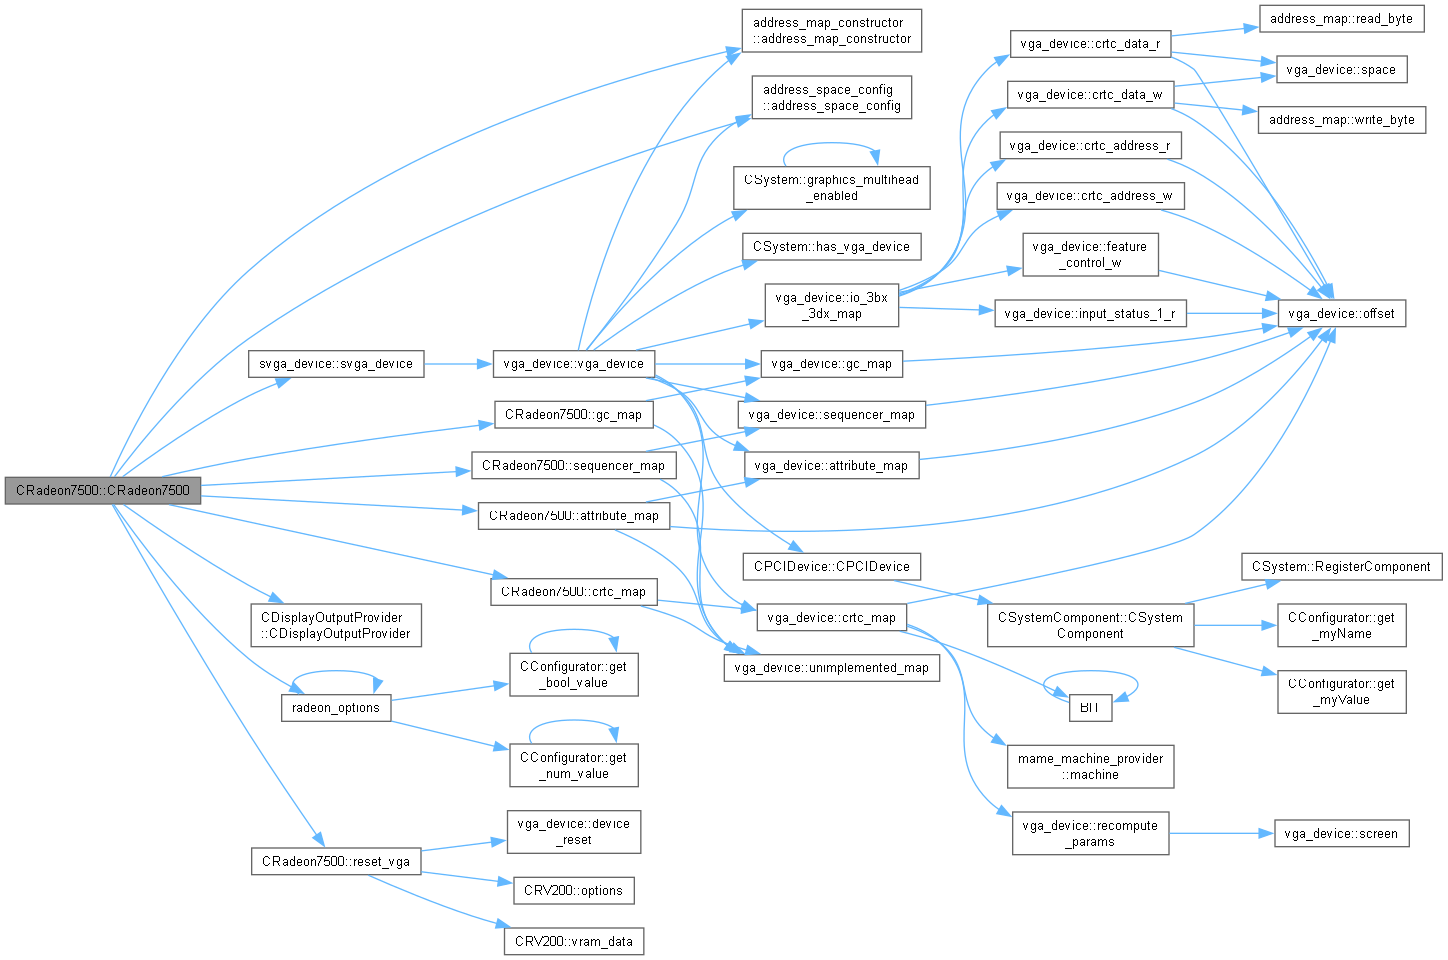 CRadeon7500::CRadeon7500
svga_device::svga_device
CDisplayOutputProvider
::CDisplayOutputProvider
radeon_options
CRadeon7500::reset_vga
vga_device::vga_device
CRadeon7500::gc_map
CRadeon7500::sequencer_map
CRadeon7500::attribute_map
CRadeon7500::crtc_map
CConfigurator::get
_bool_value
CConfigurator::get
_num_value
vga_device::device
_reset
CRV200::options
CRV200::vram_data
address_map_constructor
::address_map_constructor
address_space_config
::address_space_config
CSystem::graphics_multihead
_enabled
CSystem::has_vga_device
vga_device::io_3bx
_3dx_map
vga_device::gc_map
vga_device::sequencer_map
vga_device::attribute_map
CPCIDevice::CPCIDevice
vga_device::crtc_map
vga_device::unimplemented_map
vga_device::crtc_data_r
vga_device::crtc_data_w
vga_device::crtc_address_r
vga_device::crtc_address_w
vga_device::feature
_control_w
vga_device::input_status_1_r
CSystemComponent::CSystem
Component
BIT
mame_machine_provider
::machine
vga_device::recompute
_params
address_map::read_byte
vga_device::space
address_map::write_byte
vga_device::offset
CSystem::RegisterComponent
CConfigurator::get
_myName
CConfigurator::get
_myValue
vga_device::screen